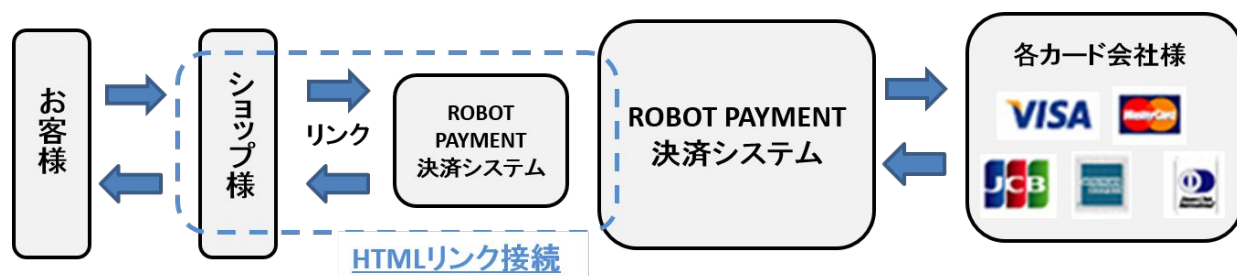 お客様
ショップ様
リンク
ROBOT
PAYMENT
決済システム
HTMLリンク接続
ROBOT PAYMENT
決済システム
各カード会社様
VISA
MasterCard
JCB